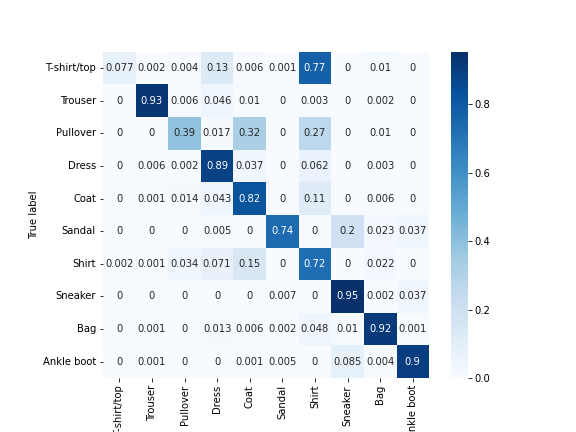 T-shirt/top 0.077 0.002 0.004 0.13 0.006 0.001 0.77 0 0.01 0
Trouser 0 0.93 0.006 0.046 0.01 0 0.003 0 0.002 0
Pullover 0 0 0.39 0.017 0.32 0 0.27 0 0.01 0
Dress 0 0.006 0.002 0.89 0.037 0 0.062 0 0.003 0
Coat 0 0.001 0.014 0.043 0.82 0 0.11 0 0.006 0
Sandal 0 0 0 0.005 0 0.74 0 0.2 0.023 0.037
Shirt 0.002 0.001 0.034 0.071 0.15 0 0.72 0 0.022 0
Sneaker 0 0 0 0 0 0.007 0 0.95 0.002 0.037
Bag 0 0.001 0 0.013 0.006 0.002 0.048 0.01 0.92 0.001
Ankle boot 0 0.001 0 0 0.001 0.005 0 0.085 0.004 0.9
True label
-shirt/top
Trouser
Pullover
Dress
Coat
Sandal
Shirt
Sneaker
Bag
nkle boot
0.8
0.6
0.4
0.2
0.0